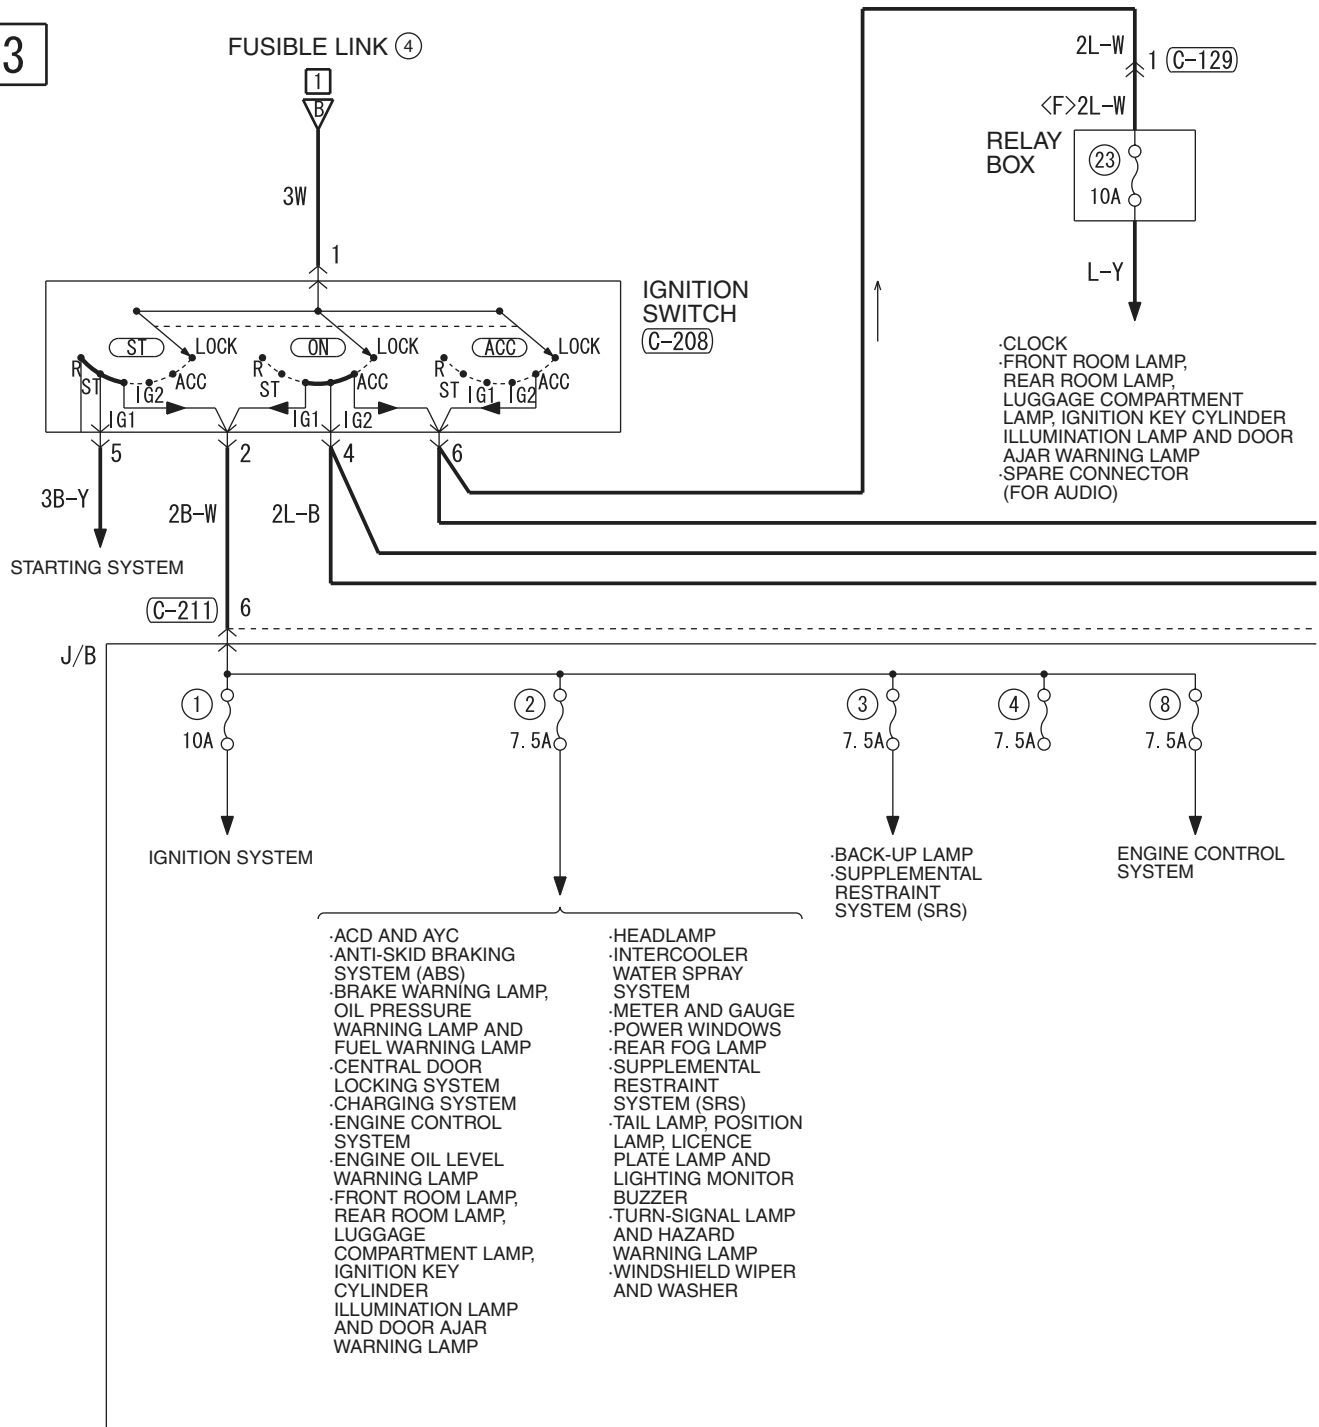 3
FUSIBLE LINK ④
1
B
3W
1
IGNITION
SWITCH
(C-208)
ST
LOCK
R
ST
IG1
IG2
ACC
ON
LOCK
R
ST
IG1
IG2
ACC
ACC
LOCK
R
ST
IG1
IG2
ACC
5
2
4
6
3B-Y
2B-W
2L-B
STARTING SYSTEM
(C-211)
6
J/B
2L-W
1 (C-129)
<F>2L-W
RELAY
BOX
23
10A
L-Y
·CLOCK
·FRONT ROOM LAMP,
REAR ROOM LAMP,
LUGGAGE COMPARTMENT
LAMP, IGNITION KEY CYLINDER
ILLUMINATION LAMP AND DOOR
AJAR WARNING LAMP
·SPARE CONNECTOR
(FOR AUDIO)
1
10A
2
7.5A
3
7.5A
4
7.5A
8
7.5A
IGNITION SYSTEM
·BACK-UP LAMP
·SUPPLEMENTAL
RESTRAINT
SYSTEM (SRS)
ENGINE CONTROL
SYSTEM
·ACD AND AYC
·ANTI-SKID BRAKING
SYSTEM (ABS)
·BRAKE WARNING LAMP,
OIL PRESSURE
WARNING LAMP AND
FUEL WARNING LAMP
·CENTRAL DOOR
LOCKING SYSTEM
·CHARGING SYSTEM
·ENGINE CONTROL
SYSTEM
·ENGINE OIL LEVEL
WARNING LAMP
·FRONT ROOM LAMP,
REAR ROOM LAMP,
LUGGAGE
COMPARTMENT LAMP,
IGNITION KEY
CYLINDER
ILLUMINATION LAMP
AND DOOR AJAR
WARNING LAMP
·HEADLAMP
·INTERCOOLER
WATER SPRAY
SYSTEM
·METER AND GAUGE
·POWER WINDOWS
·REAR FOG LAMP
·SUPPLEMENTAL
RESTRAINT
SYSTEM (SRS)
·TAIL LAMP, POSITION
LAMP, LICENCE
PLATE LAMP AND
LIGHTING MONITOR
BUZZER
·TURN-SIGNAL LAMP
AND HAZARD
WARNING LAMP
·WINDSHIELD WIPER
AND WASHER